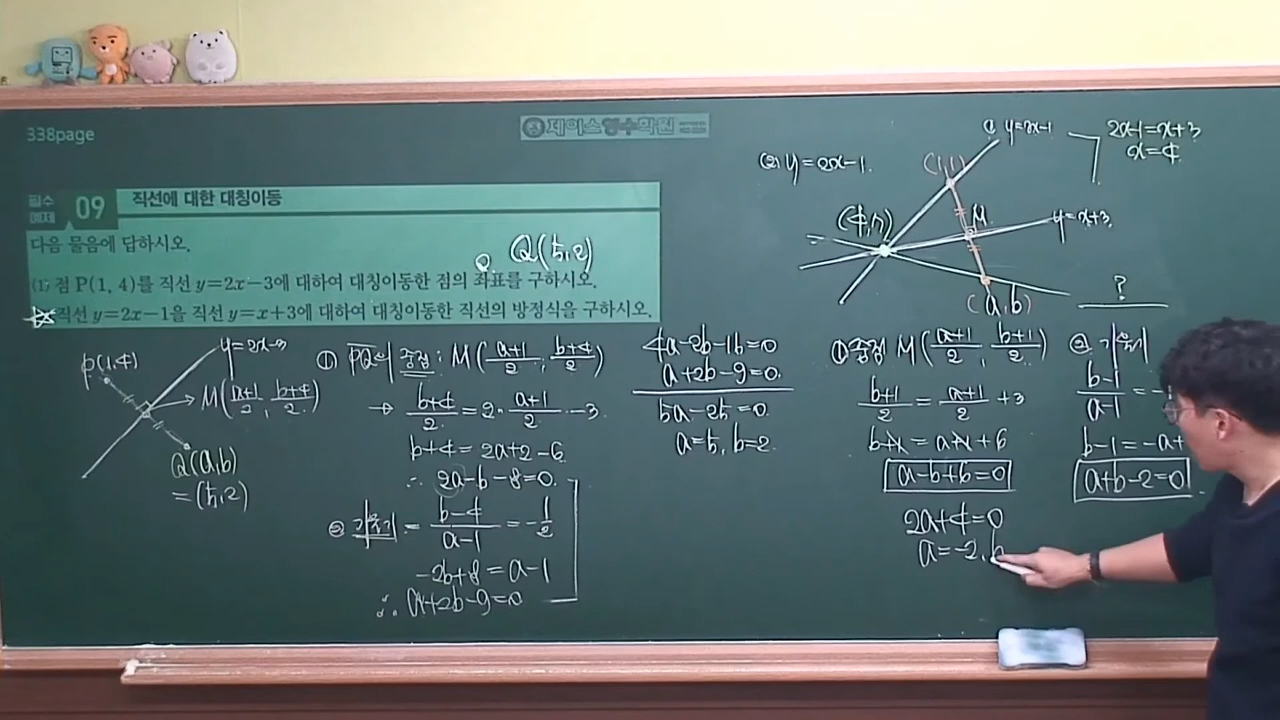 338page
제이스영수학원
필수 예제 09 직선에 대한 대칭이동
다음 물음에 답하시오.
Q(5,2)
(1) 점 P(1, 4)를 직선 y=2x-3에 대하여 대칭이동한 점의 좌표를 구하시오.
직선 y=2x-1을 직선 y=x+3에 대하여 대칭이동한 직선의 방정식을 구하시오.
P(1,4)
y=2x-3
M(a+1/2, b+4/2)
Q(a,b)
=(5,2)
① PQ의 중점: M(a+1/2, b+4/2)
→ b+4/2=2·a+1/2-3
b+4=2a+2-6
∴ 2a-b-8=0
② 기울기 = b-4/a-1 = -1/2
-2b+8=a-1
∴ a+2b-9=0
4a-2b-16=0
a+2b-9=0
5a-25=0
a=5, b=2
(2) y=2x-1
y=2x-1
2x-1=x+3
x=4
(1,1)
(4,7)
M
y=x+3
(a,b)
?
① 중점 M(a+1/2, b+1/2)
b+1/2=a+1/2+3
b+1=a+1+6
a-b+6=0
2a+4=0
a=-2, b
② 기울기
b-1/a-1=-
b-1=-a+
a+b-2=0